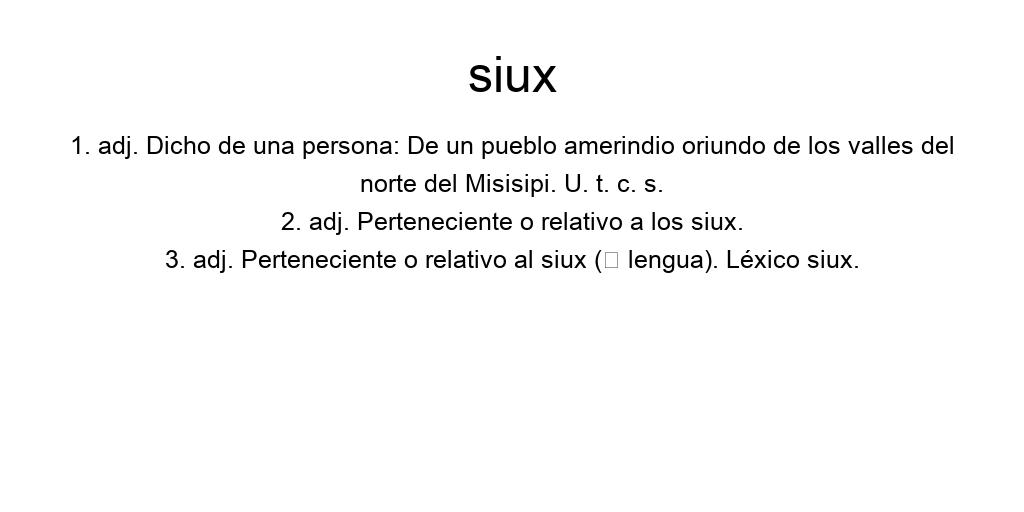 siux
1. adj. Dicho de una persona: De un pueblo amerindio oriundo de los valles del
norte del Misisipi. U. t. c. s.
2. adj. Perteneciente o relativo a los siux.
3. adj. Perteneciente o relativo al siux (□ lengua). Léxico siux.